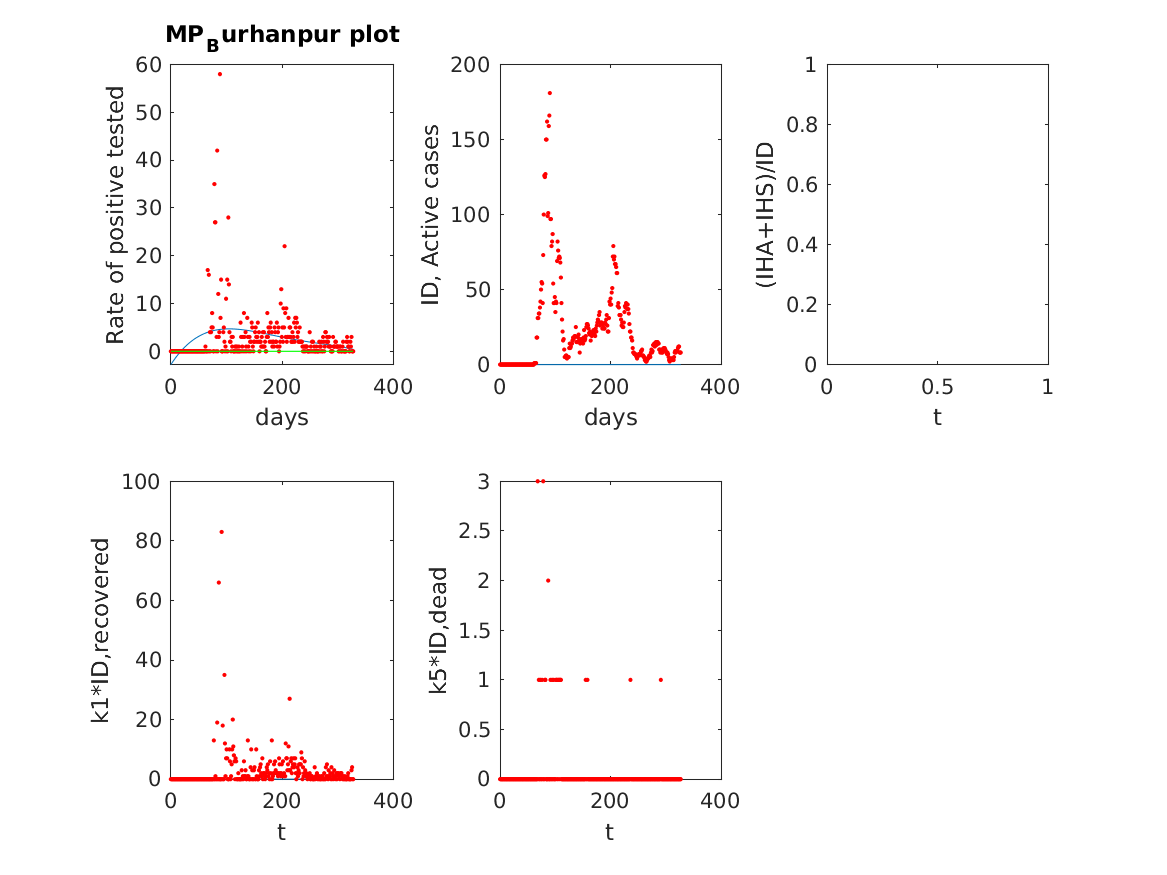 MP_Burhanpur plot
60
50
40
30
20
10
0
0 200 400
days
Rate of positive tested
200
150
100
50
0
0 200 400
days
ID, Active cases
1
0.8
0.6
0.4
0.2
0
0 0.5 1
t
(IHA+IHS)/ID
100
80
60
40
20
0
0 200 400
t
k1*ID,recovered
3
2.5
2
1.5
1
0.5
0
0 200 400
t
k5*ID,dead